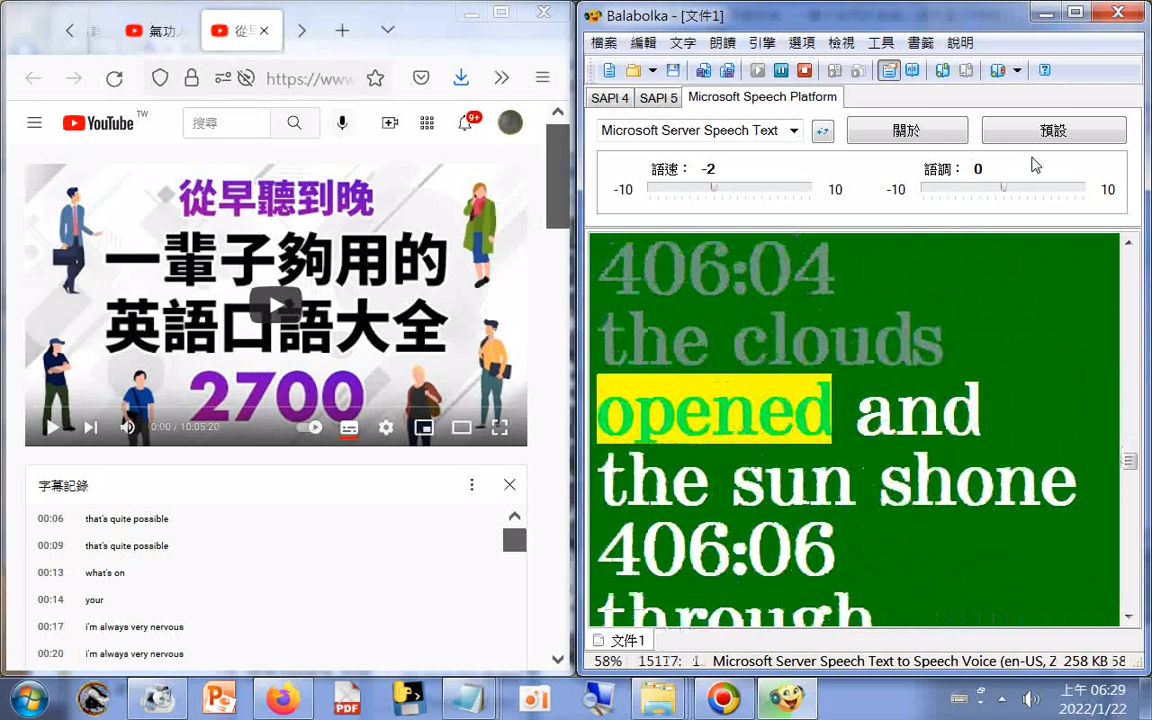 氣功
從
https://www
YouTube TW
搜尋
9+
從早聽到晚
一輩子夠用的
英語口語大全
2700
0:00 / 10:05:20
字幕記錄
00:06 that's quite possible
00:09 that's quite possible
00:13 what's on
00:14 your
00:17 i'm always very nervous
00:20 i'm always very nervous
Balabolka - [文件1]
檔案 編輯 文字 朗讀 引擎 選項 檢視 工具 書籤 說明
SAPI 4 SAPI 5 Microsoft Speech Platform
Microsoft Server Speech Text 關於 預設
語速： -2 語調： 0
-10 10 -10 10
406:04
the clouds
opened and
the sun shone
406:06
through
文件1
58% 15117: 1. Microsoft Server Speech Text to Speech Voice (en-US, Z 258 KB 58
上午 06:29
2022/1/22